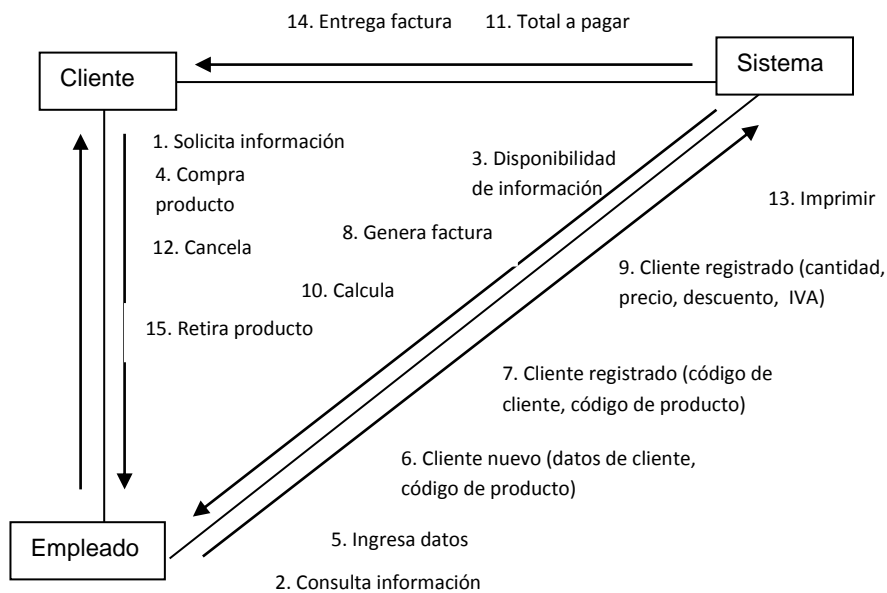 14. Entrega factura
11. Total a pagar
Cliente
Sistema
1. Solicita información
4. Compra
producto
3. Disponibilidad
de información
13. Imprimir
8. Genera factura
12. Cancela
9. Cliente registrado (cantidad,
precio, descuento, IVA)
10. Calcula
15. Retira producto
7. Cliente registrado (código de
cliente, código de producto)
6. Cliente nuevo (datos de cliente,
código de producto)
Empleado
5. Ingresa datos
2. Consulta información